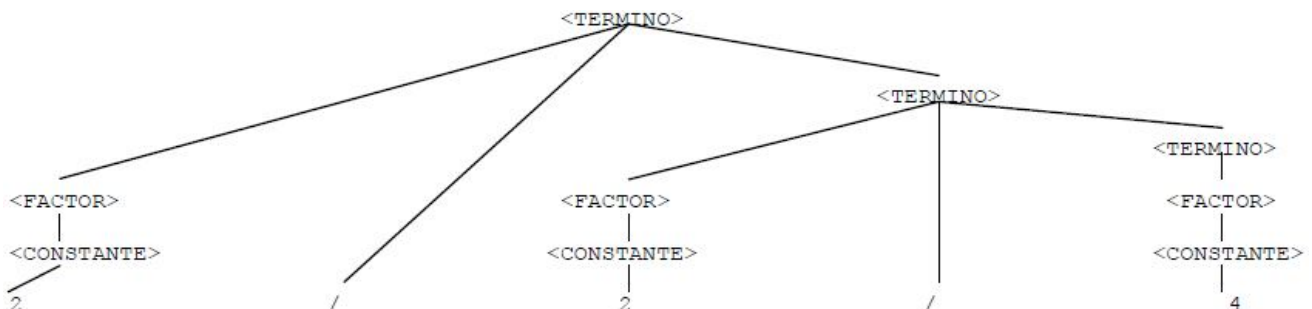 <TERMINO>
<TERMINO>
<TERMINO>
<FACTOR> <FACTOR> <FACTOR>
<CONSTANTE> <CONSTANTE> <CONSTANTE>
2 / 2 / 4